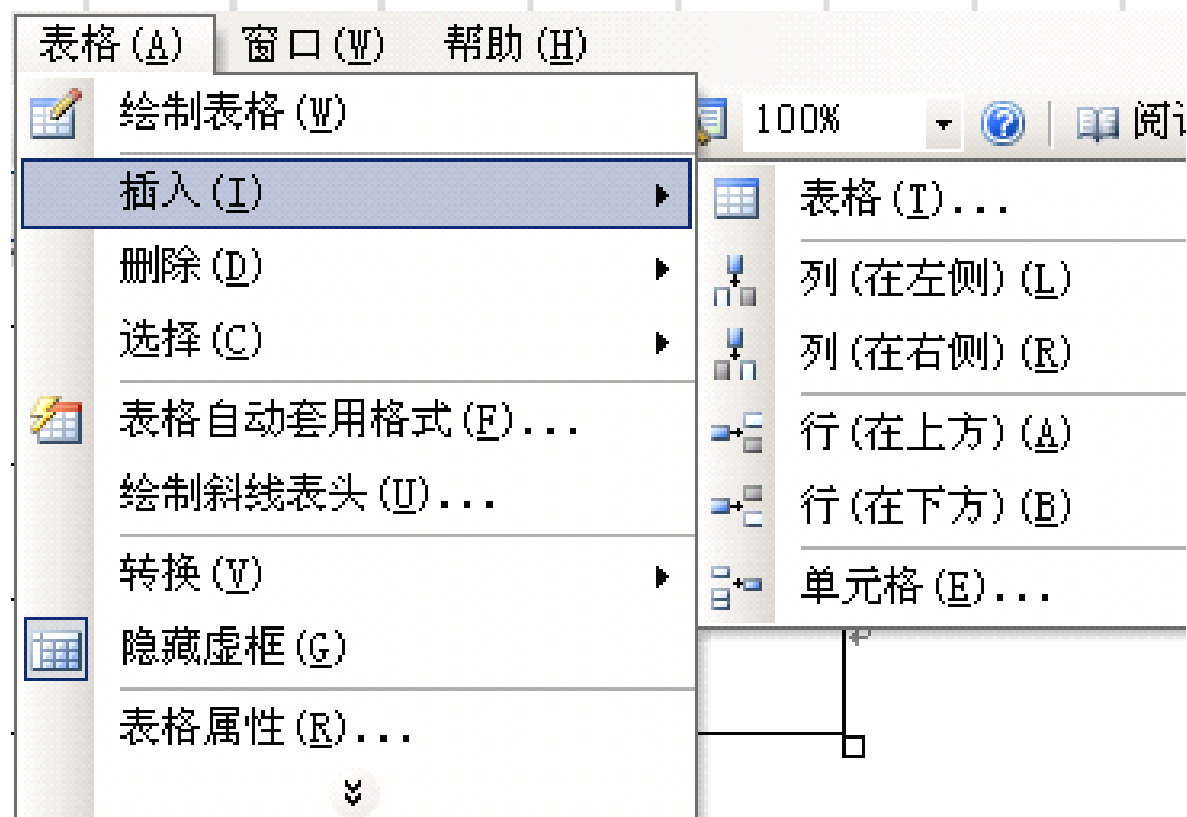 表格(A) 窗口(W) 帮助(H)
绘制表格(W)
100%
阅
插入(I)
删除(D)
选择(C)
表格自动套用格式(F)...
绘制斜线表头(U)...
转换(V)
隐藏虚框(G)
表格属性(R)...
表格(T)...
列(在左侧)(L)
列(在右侧)(R)
行(在上方)(A)
行(在下方)(B)
单元格(E)...